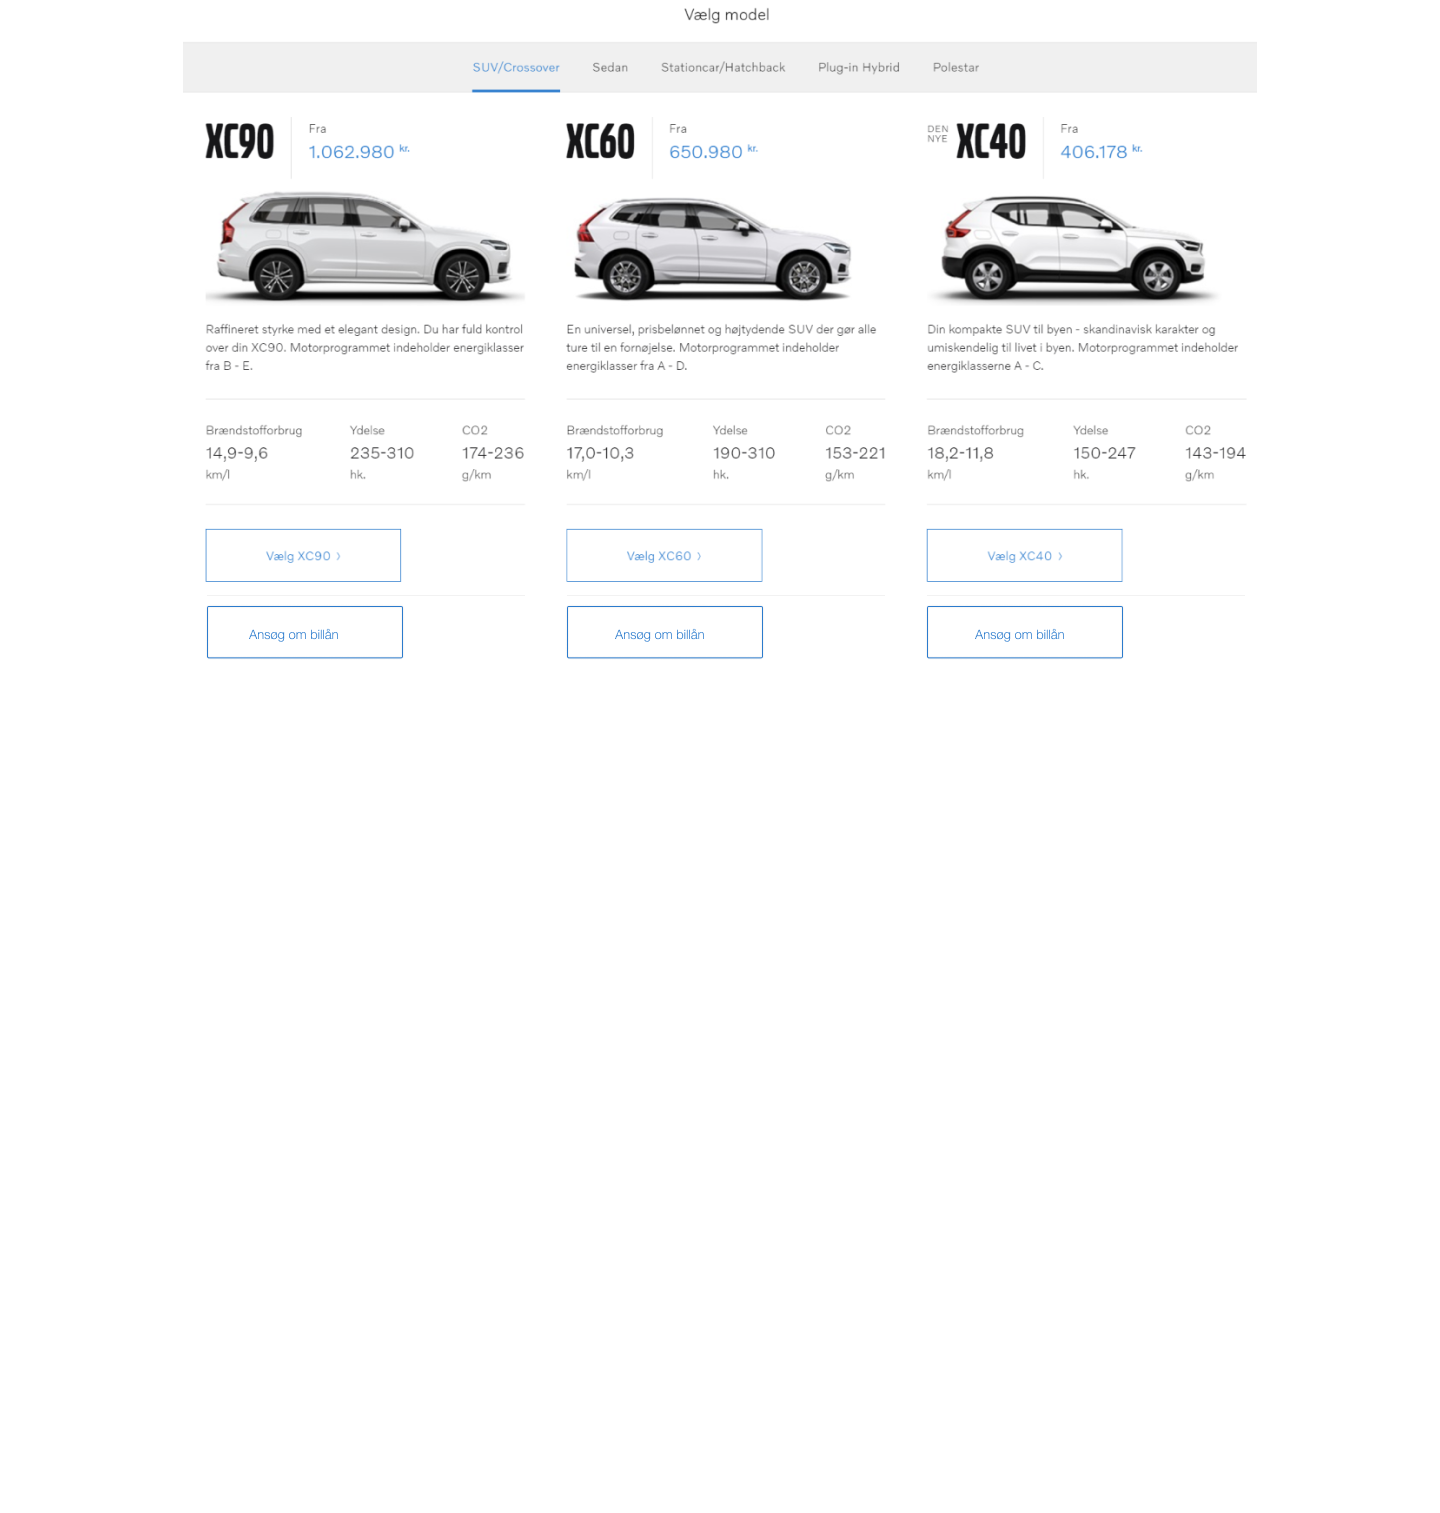 Vælg model
SUV/Crossover Sedan Stationcar/Hatchback Plug-in Hybrid Polestar
XC90
Fra
1.062.980 kr.
Raffineret styrke med et elegant design. Du har fuld kontrol
over din XC90. Motorprogrammet indeholder energiklasser
fra B - E.
Brændstofforbrug Ydelse CO2
14,9-9,6 235-310 174-236
km/l hk. g/km
Vælg XC90 〉
Ansøg om billån
XC60
Fra
650.980 kr.
En universel, prisbelønnet og højtydende SUV der gør alle
ture til en fornøjelse. Motorprogrammet indeholder
energiklasser fra A - D.
Brændstofforbrug Ydelse CO2
17,0-10,3 190-310 153-221
km/l hk. g/km
Vælg XC60 〉
Ansøg om billån
DEN
NYE
XC40
Fra
406.178 kr.
Din kompakte SUV til byen - skandinavisk karakter og
umiskendelig til livet i byen. Motorprogrammet indeholder
energiklasserne A - C.
Brændstofforbrug Ydelse CO2
18,2-11,8 150-247 143-194
km/l hk. g/km
Vælg XC40 〉
Ansøg om billån